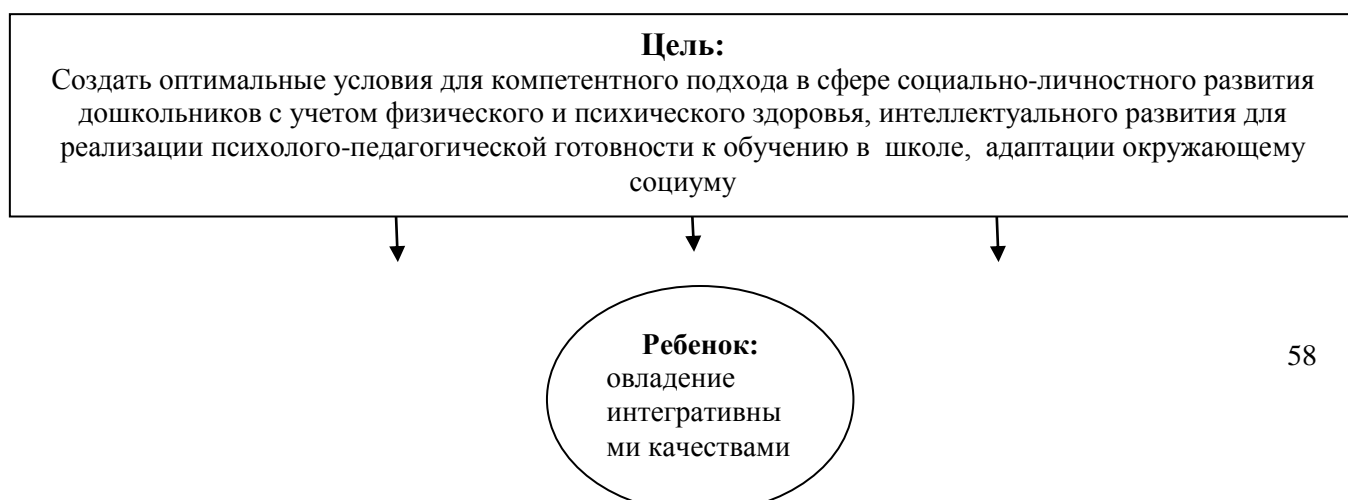 Цель:
Создать оптимальные условия для компетентного подхода в сфере социально-личностного развития
дошкольников с учетом физического и психического здоровья, интеллектуального развития для
реализации психолого-педагогической готовности к обучению в школе, адаптации окружающему
социуму
Ребенок:
овладение
интегративны
ми качествами
58